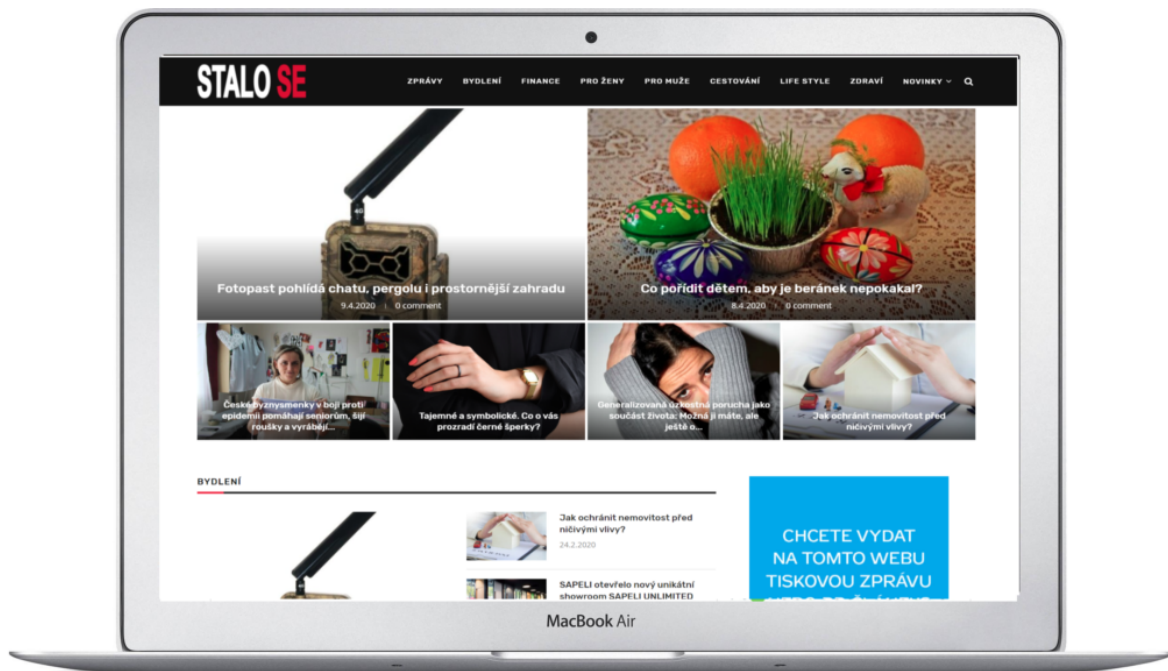 STALO SE
ZPRÁVY BYDLENÍ FINANCE PRO ŽENY PRO MUŽE CESTOVÁNÍ LIFE STYLE ZDRAVÍ NOVINKY
4G
Fotopast pohlídá chatu, pergolu i prostornější zahradu
9.4.2020 | 0 comment
Co pořídit dětem, aby je beránek nepokakal?
8.4.2020 | 0 comment
České byznysmenky v boji proti
epidemii pomáhají seniorům, šijí
roušky a vyrábějí...
Tajemné a symbolické. Co o vás
prozradí černé šperky?
Generalizovaná úzkostná porucha jako
součást života: Možná ji máte, ale
ještě o...
Jak ochránit nemovitost před
ničivými vlivy?
BYDLENÍ
Jak ochránit nemovitost před
ničivými vlivy?
24.2.2020
SAPELI otevřelo nový unikátní
showroom SAPELI UNLIMITED
CHCETE VYDAT
NA TOMTO WEBU
TISKOVOU ZPRÁVU
MacBook Air